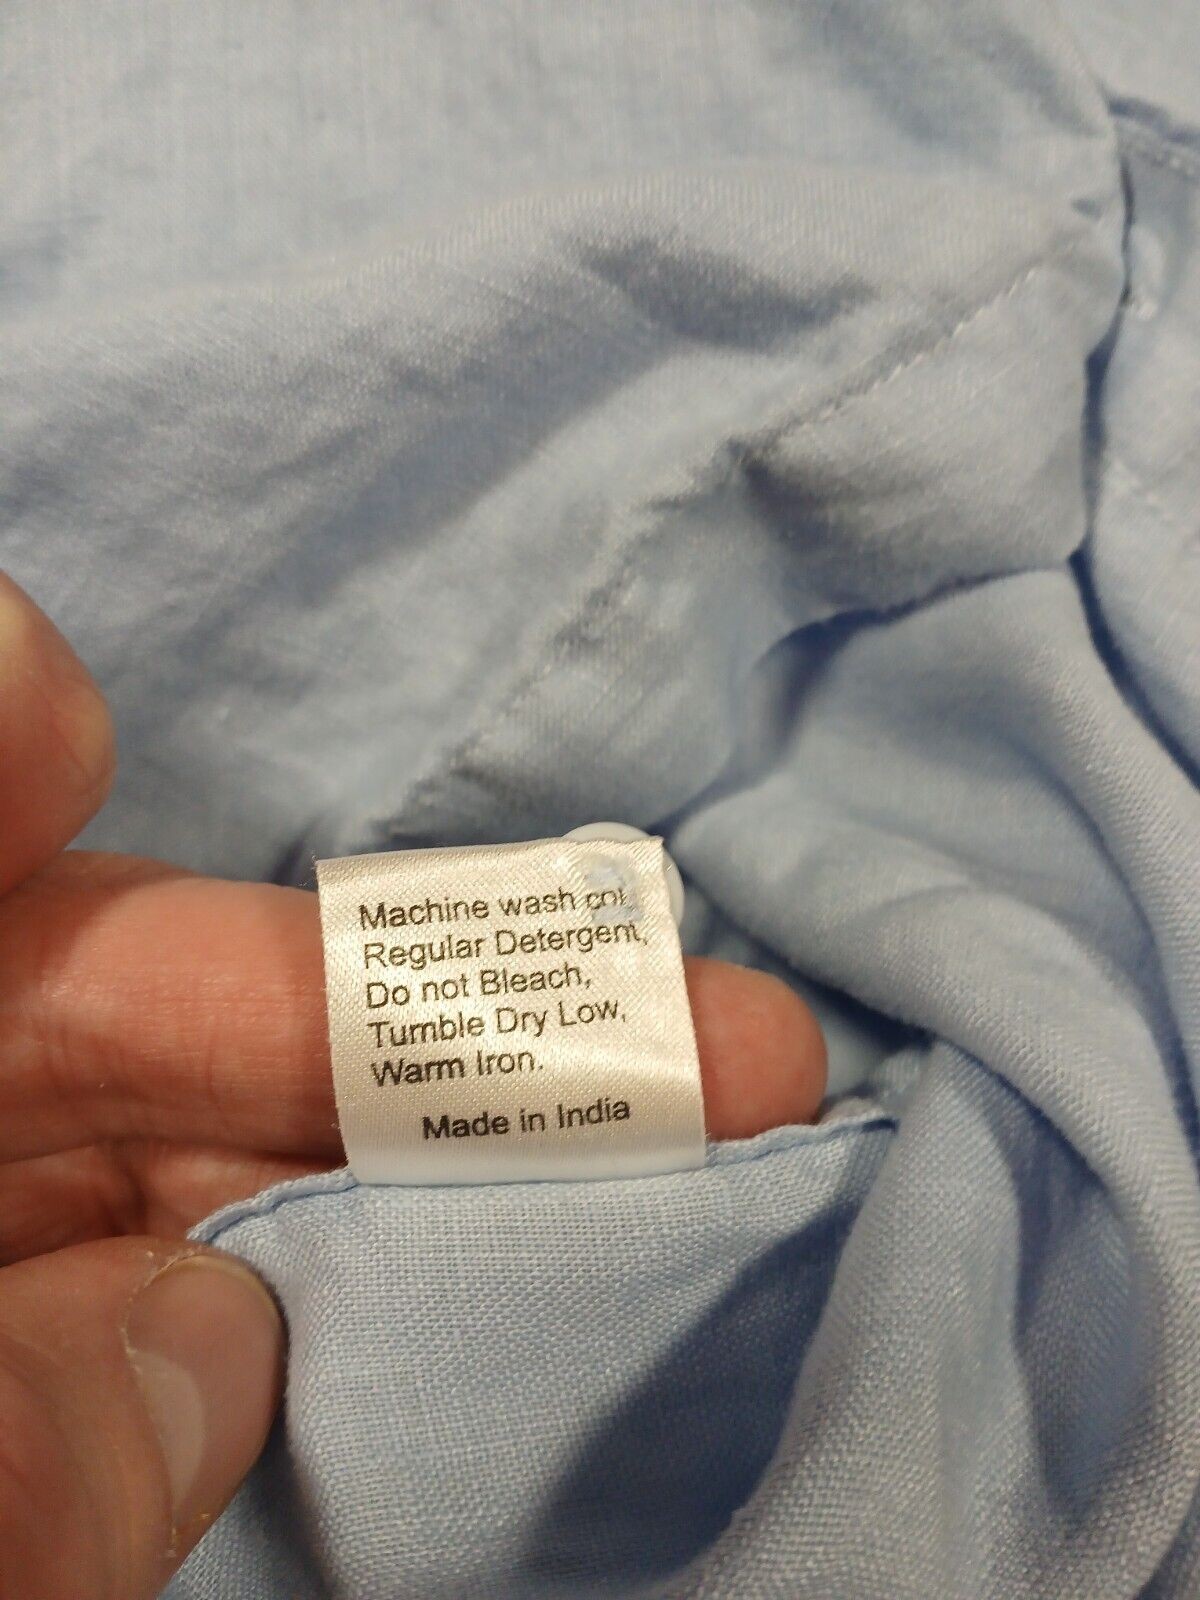 Machine wash
Regular Detergent,
Do not Bleach,
Tumble Dry Low,
Warm Iron.
Made in India